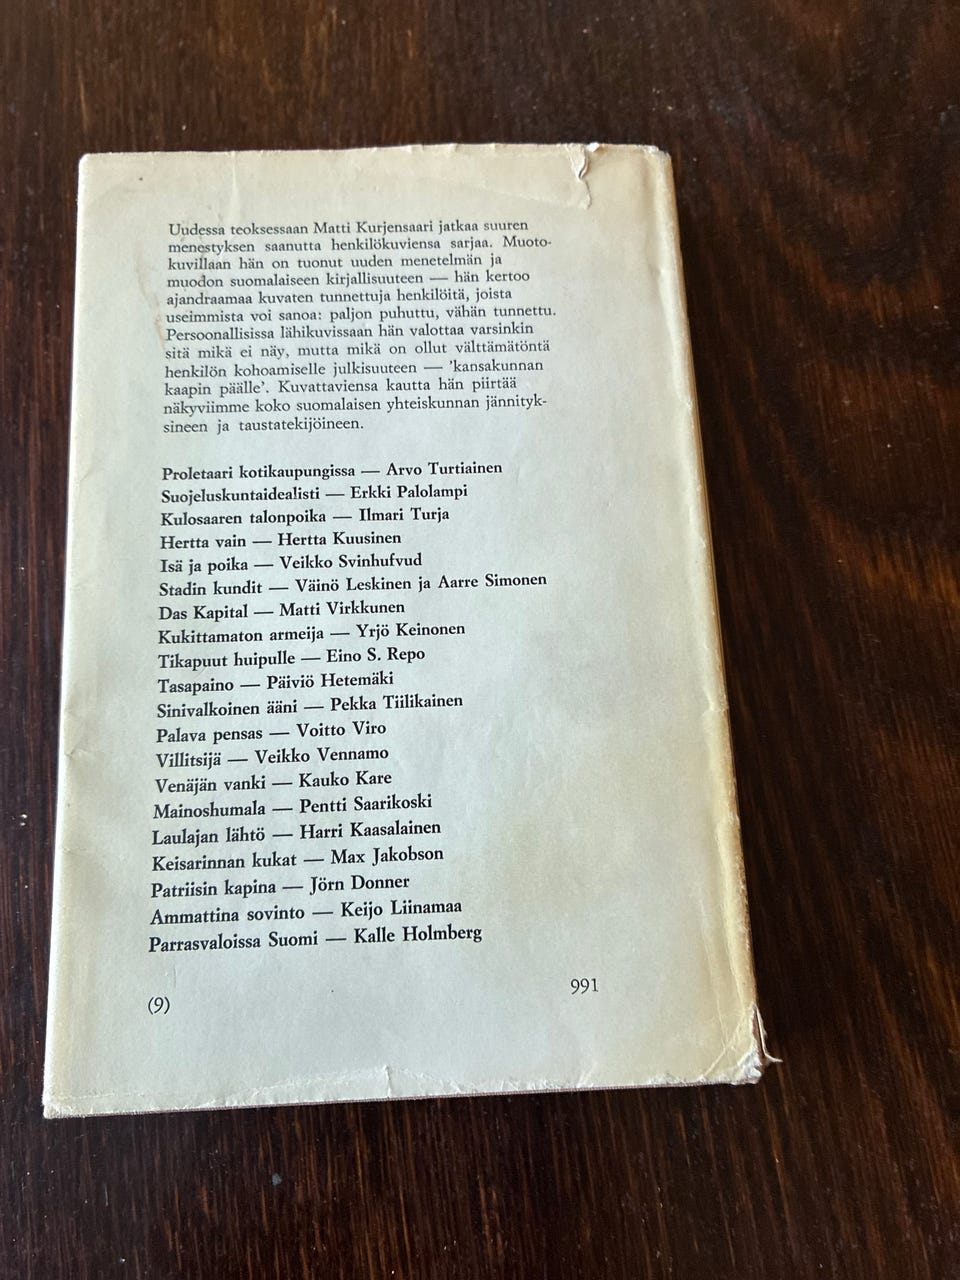 Uudessa teoksessaan Matti Kurjensaari jatkaa suuren
menestyksen saanutta henkilökuviensa sarjaa. Muoto-
kuvillaan hän on tuonut uuden menetelmän ja
muodon suomalaiseen kirjallisuuteen — hän kertoo
ajandraamaa kuvaten tunnettuja henkilöitä, joista
useimmista voi sanoa: paljon puhuttu, vähän tunnettu.
Persoonallisissa lähikuvissaan hän valottaa varsinkin
sitä mikä ei näy, mutta mikä on ollut välttämätöntä
henkilön kohoamiselle julkisuuteen — 'kansakunnan
kaapin päälle'. Kuvattaviensa kautta hän piirtää
näkyviimme koko suomalaisen yhteiskunnan jännityk-
sineen ja taustatekijöineen.
Proletaari kotikaupungissa — Arvo Turtiainen
Suojeluskuntaidealisti — Erkki Palolampi
Kulosaaren talonpoika — Ilmari Turja
Hertta vain — Hertta Kuusinen
Isä ja poika — Veikko Svinhufvud
Stadin kundit — Väinö Leskinen ja Aarre Simonen
Das Kapital — Matti Virkkunen
Kukittamaton armeija — Yrjö Keinonen
Tikapuut huipulle — Eino S. Repo
Tasapaino — Päiviö Hetemäki
Sinivalkoinen ääni — Pekka Tiilikainen
Palava pensas — Voitto Viro
Villitsijä — Veikko Vennamo
Venäjän vanki — Kauko Kare
Mainoshumala — Pentti Saarikoski
Laulajan lähtö — Harri Kaasalainen
Keisarinnan kukat — Max Jakobson
Patriisin kapina — Jörn Donner
Ammattina sovinto — Keijo Liinamaa
Parrasvaloissa Suomi — Kalle Holmberg
991
(9)